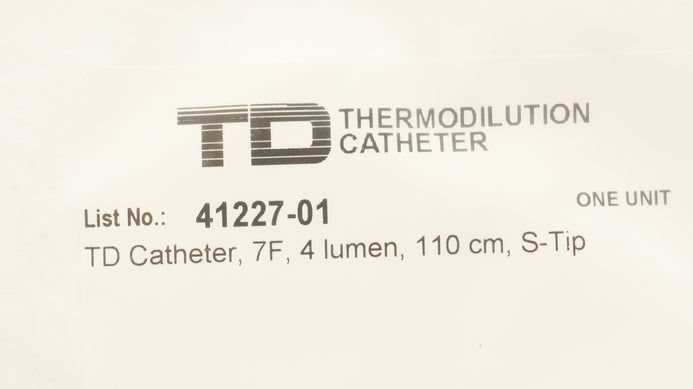 TD THERMODILUTION
CATHETER
List No.: 41227-01
ONE UNIT
TD Catheter, 7F, 4 lumen, 110 cm, S-Tip